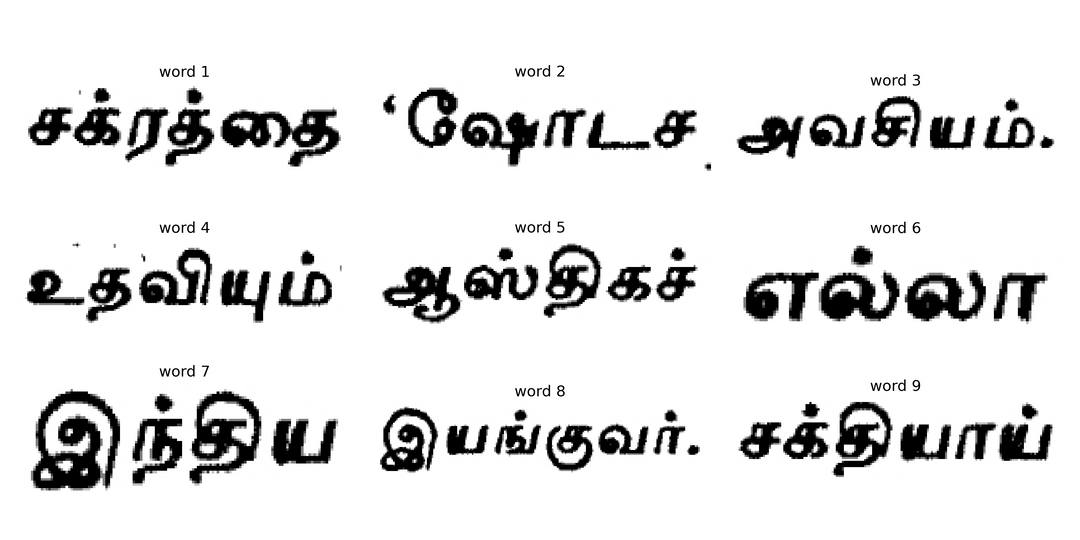 word 1 word 2 word 3
சக்ரத்தை ‘ஷோடச அவசியம்.
word 4 word 5 word 6
உதவியும் ஆஸ்திகச் எல்லா
word 7 word 8 word 9
இந்திய இயங்குவர். சக்தியாய்